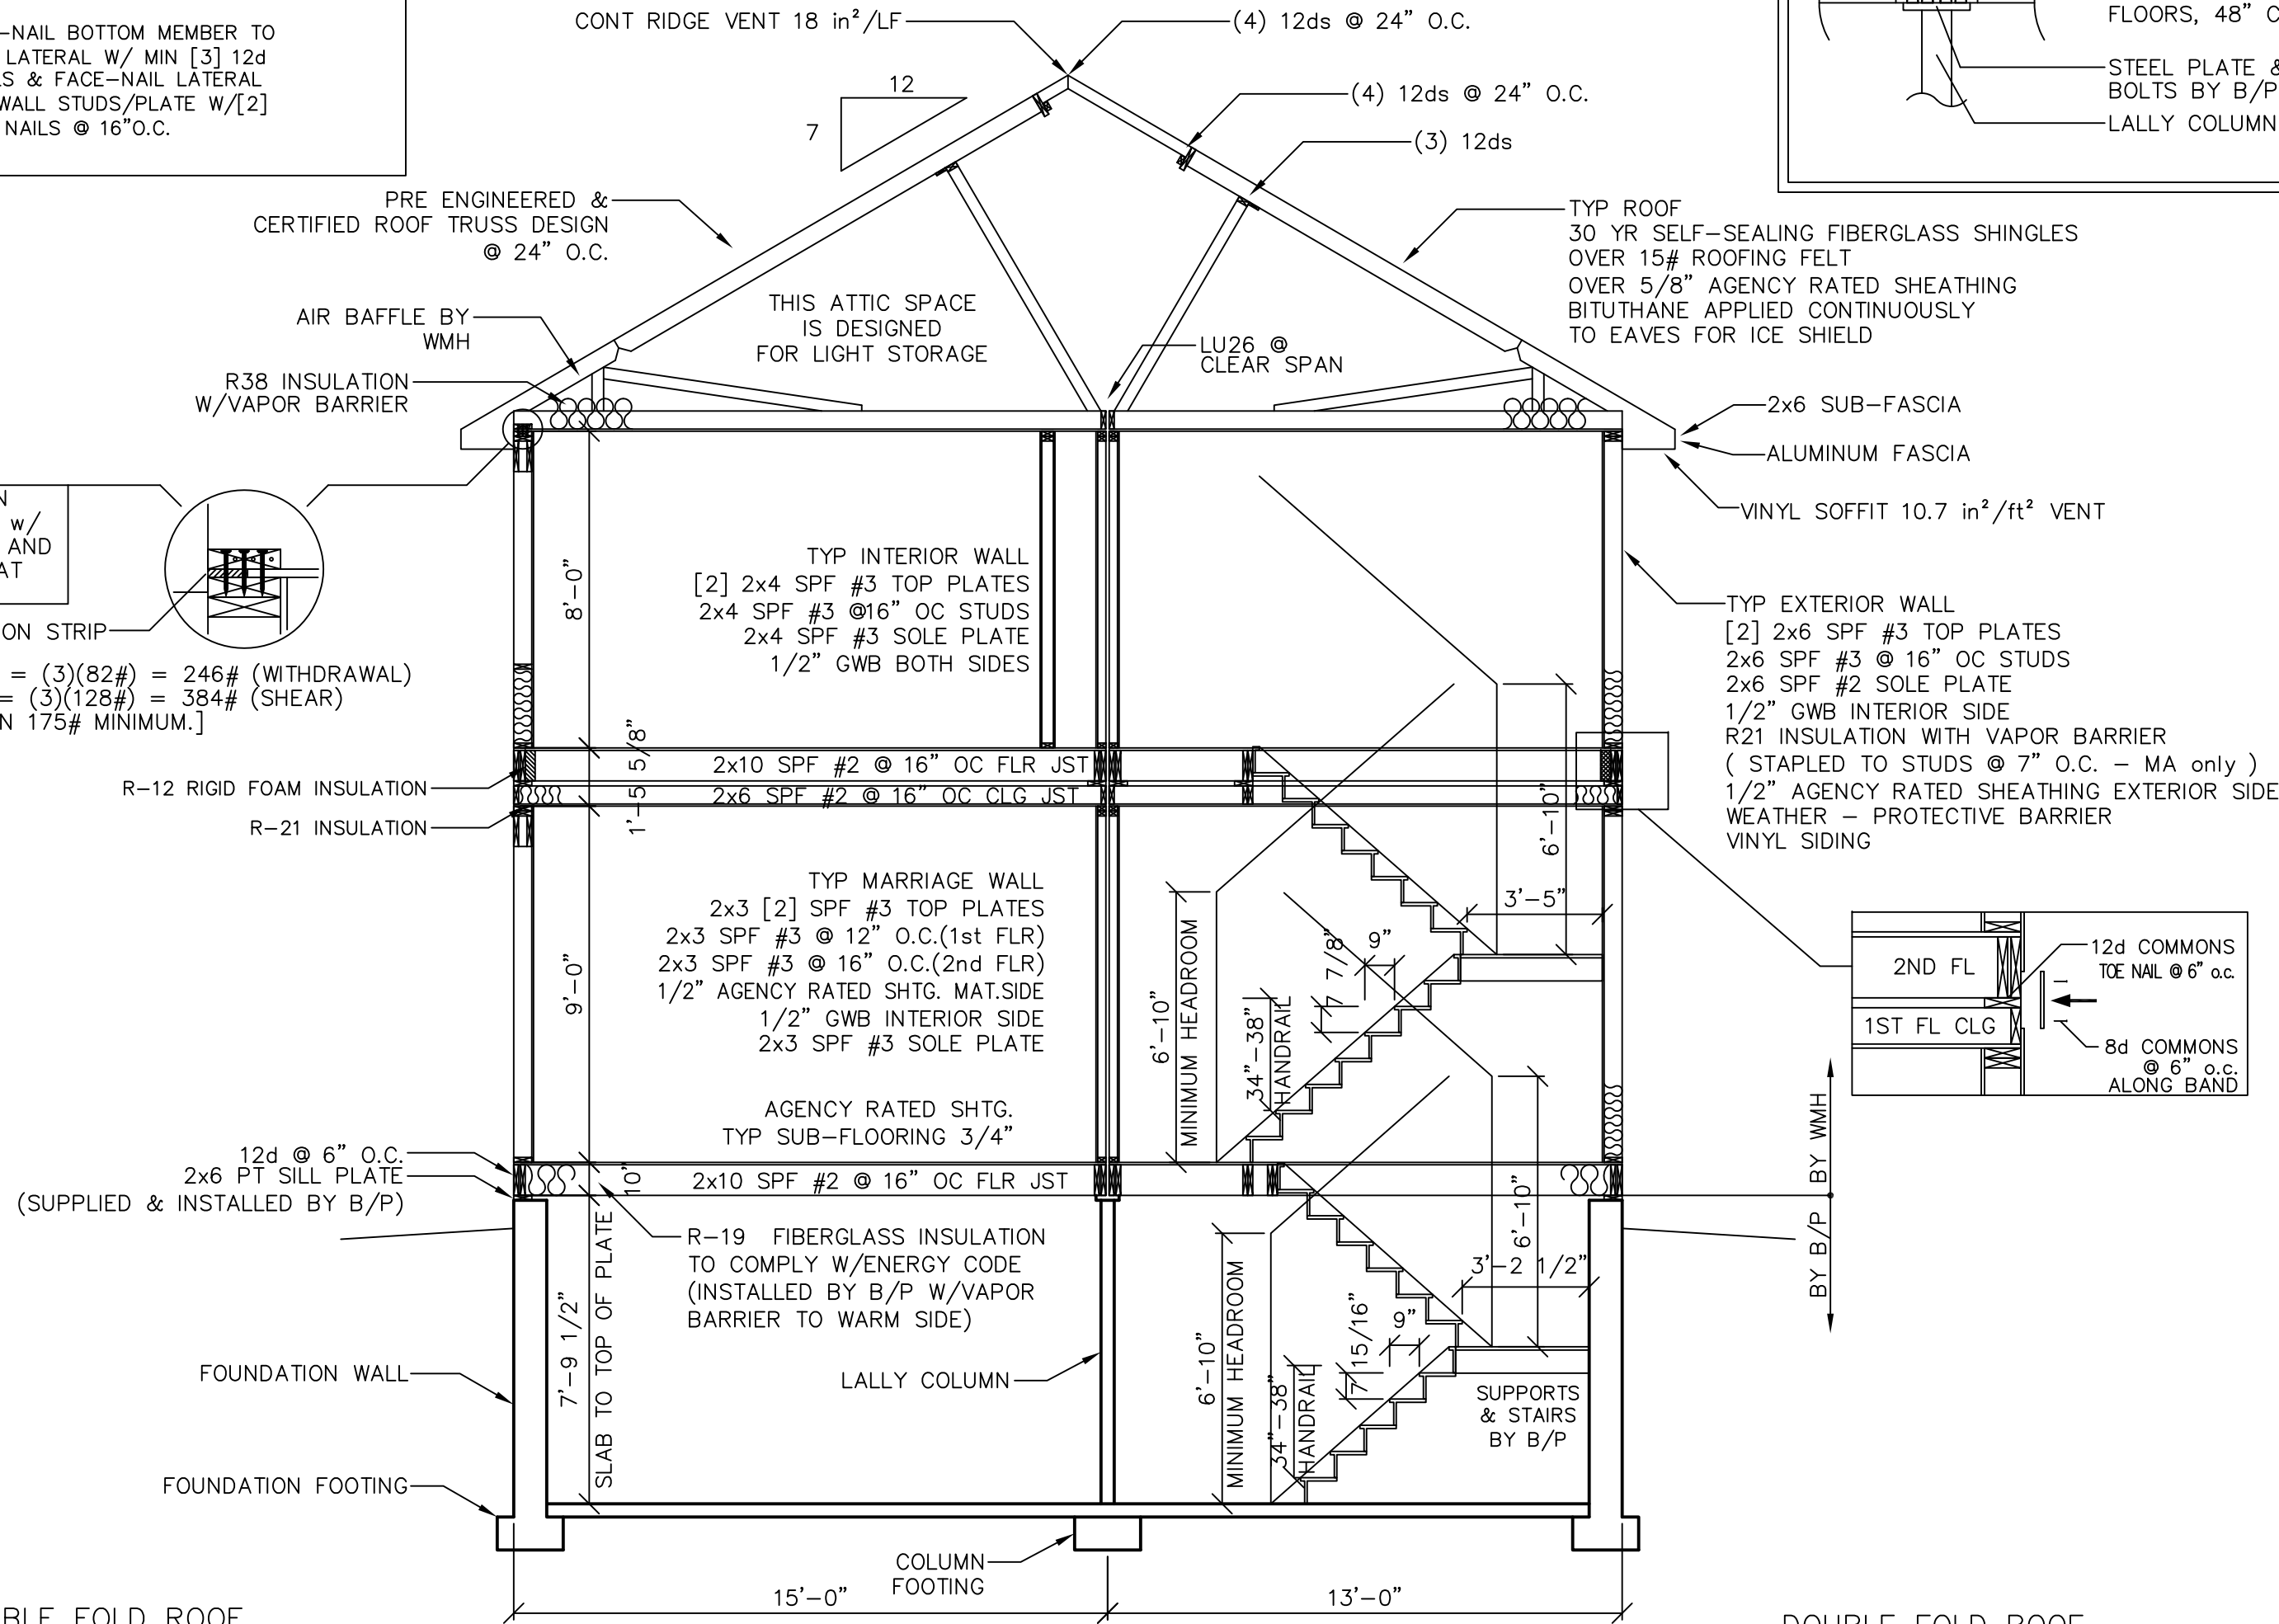 -NAIL BOTTOM MEMBER TO
LATERAL W/ MIN [3] 12d
S & FACE-NAIL LATERAL
WALL STUDS/PLATE W/[2]
NAILS @ 16"O.C.
CONT RIDGE VENT 18 in²/LF
(4) 12ds @ 24" O.C.
12
7
(4) 12ds @ 24" O.C.
(3) 12ds
FLOORS, 48" C
STEEL PLATE &
BOLTS BY B/P
LALLY COLUMN
PRE ENGINEERED &
CERTIFIED ROOF TRUSS DESIGN
@ 24" O.C.
TYP ROOF
30 YR SELF-SEALING FIBERGLASS SHINGLES
OVER 15# ROOFING FELT
OVER 5/8" AGENCY RATED SHEATHING
BITUTHANE APPLIED CONTINUOUSLY
TO EAVES FOR ICE SHIELD
AIR BAFFLE BY
WMH
THIS ATTIC SPACE
IS DESIGNED
FOR LIGHT STORAGE
LU26 @
CLEAR SPAN
R38 INSULATION
W/VAPOR BARRIER
2x6 SUB-FASCIA
ALUMINUM FASCIA
VINYL SOFFIT 10.7 in²/ft² VENT
N
w/
AND
AT
ON STRIP
= (3)(82#) = 246# (WITHDRAWAL)
= (3)(128#) = 384# (SHEAR)
N 175# MINIMUM.]
8'-0"
TYP INTERIOR WALL
[2] 2x4 SPF #3 TOP PLATES
2x4 SPF #3 @16" OC STUDS
2x4 SPF #3 SOLE PLATE
1/2" GWB BOTH SIDES
TYP EXTERIOR WALL
[2] 2x6 SPF #3 TOP PLATES
2x6 SPF #3 @ 16" OC STUDS
2x6 SPF #2 SOLE PLATE
1/2" GWB INTERIOR SIDE
R21 INSULATION WITH VAPOR BARRIER
( STAPLED TO STUDS @ 7" O.C. - MA only )
1/2" AGENCY RATED SHEATHING EXTERIOR SIDE
WEATHER - PROTECTIVE BARRIER
VINYL SIDING
R-12 RIGID FOAM INSULATION
R-21 INSULATION
1'-5 5/8"
2x10 SPF #2 @ 16" OC FLR JST
2x6 SPF #2 @ 16" OC CLG JST
6'-10"
3'-5"
9'-0"
TYP MARRIAGE WALL
2x3 [2] SPF #3 TOP PLATES
2x3 SPF #3 @ 12" O.C.(1st FLR)
2x3 SPF #3 @ 16" O.C.(2nd FLR)
1/2" AGENCY RATED SHTG. MAT.SIDE
1/2" GWB INTERIOR SIDE
2x3 SPF #3 SOLE PLATE
AGENCY RATED SHTG.
TYP SUB-FLOORING 3/4"
6'-10"
MINIMUM HEADROOM
34"-38"
HANDRAIL
7 7/8"
9"
2ND FL
1ST FL CLG
12d COMMONS
TOE NAIL @ 6" o.c.
8d COMMONS
@ 6" o.c.
ALONG BAND
BY WMH
BY B/P
12d @ 6" O.C.
2x6 PT SILL PLATE
(SUPPLIED & INSTALLED BY B/P)
10"
2x10 SPF #2 @ 16" OC FLR JST
R-19 FIBERGLASS INSULATION
TO COMPLY W/ENERGY CODE
(INSTALLED BY B/P W/VAPOR
BARRIER TO WARM SIDE)
7'-9 1/2"
SLAB TO TOP OF PLATE
6'-10"
3'-2 1/2"
6'-10"
MINIMUM HEADROOM
34"-38"
HANDRAIL
7 15/16"
9"
SUPPORTS
& STAIRS
BY B/P
FOUNDATION WALL
LALLY COLUMN
FOUNDATION FOOTING
COLUMN
FOOTING
15'-0"
13'-0"
BLE FOLD ROOF
DOUBLE FOLD ROOF